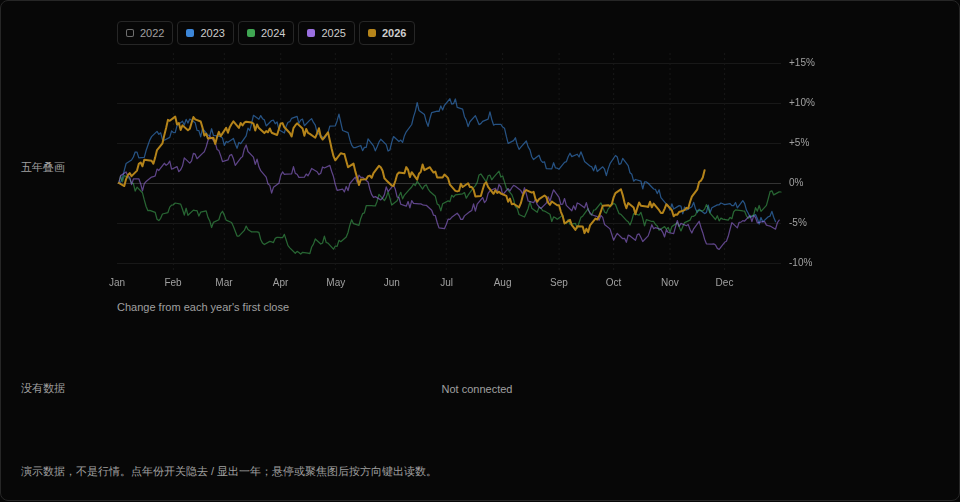 2022 2023 2024 2025 2026
+15%
+10%
+5%
五年叠画
0%
-5%
-10%
Jan Feb Mar Apr May Jun Jul Aug Sep Oct Nov Dec
Change from each year's first close
没有数据
Not connected
演示数据，不是行情。点年份开关隐去 / 显出一年；悬停或聚焦图后按方向键出读数。